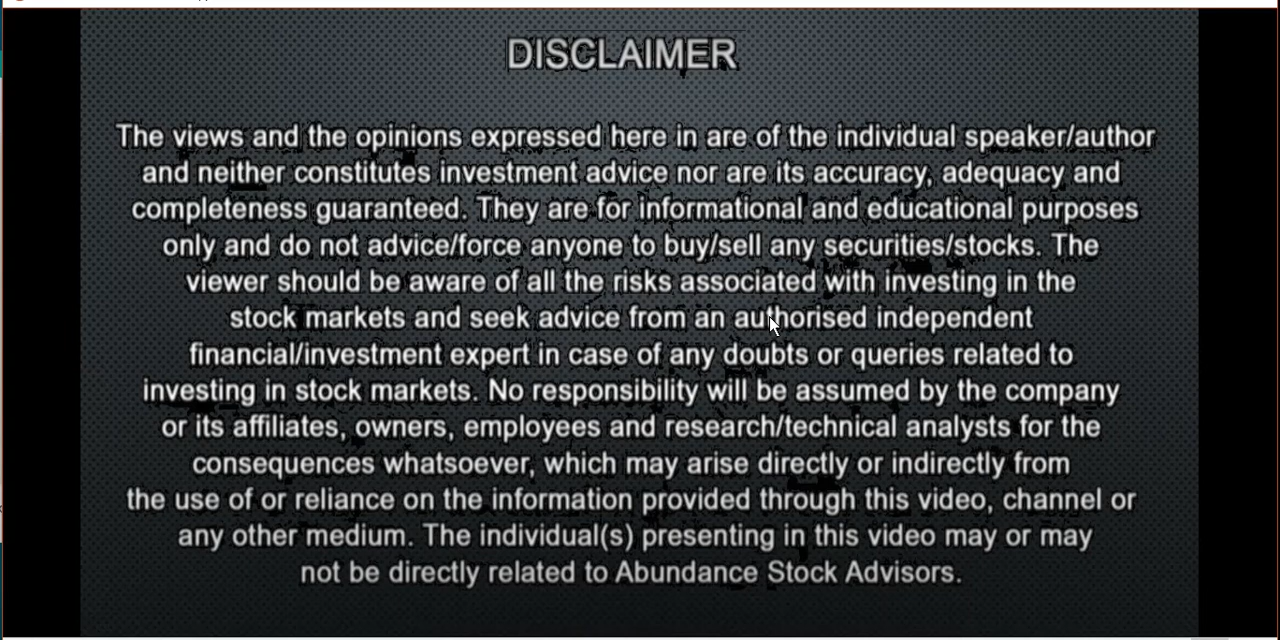 DISCLAIMER
The views and the opinions expressed here in are of the individual speaker/author
and neither constitutes investment advice nor are its accuracy, adequacy and
completeness guaranteed. They are for informational and educational purposes
only and do not advice/force anyone to buy/sell any securities/stocks. The
viewer should be aware of all the risks associated with investing in the
stock markets and seek advice from an authorised independent
financial/investment expert in case of any doubts or queries related to
investing in stock markets. No responsibility will be assumed by the company
or its affiliates, owners, employees and research/technical analysts for the
consequences whatsoever, which may arise directly or indirectly from
the use of or reliance on the information provided through this video, channel or
any other medium. The individual(s) presenting in this video may or may
not be directly related to Abundance Stock Advisors.